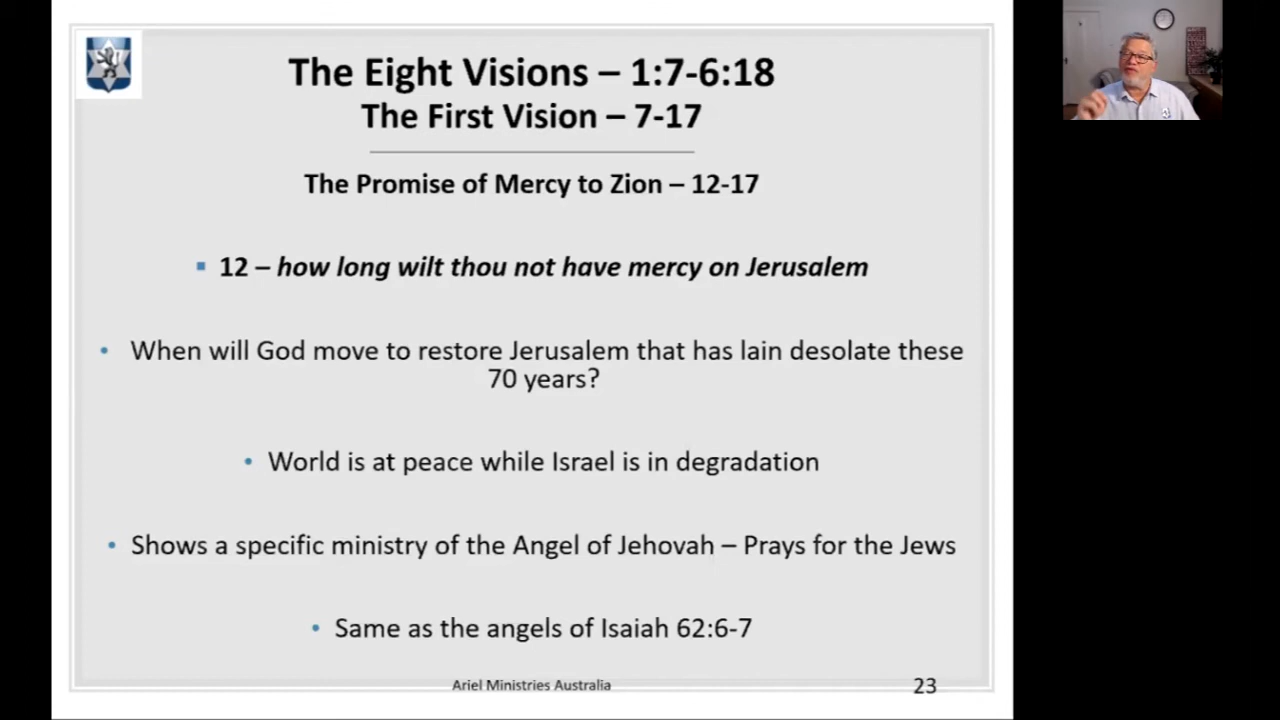 The Eight Visions – 1:7-6:18
The First Vision – 7-17
The Promise of Mercy to Zion – 12-17
▪ 12 – how long wilt thou not have mercy on Jerusalem
• When will God move to restore Jerusalem that has lain desolate these
70 years?
• World is at peace while Israel is in degradation
• Shows a specific ministry of the Angel of Jehovah – Prays for the Jews
• Same as the angels of Isaiah 62:6-7
Ariel Ministries Australia
23